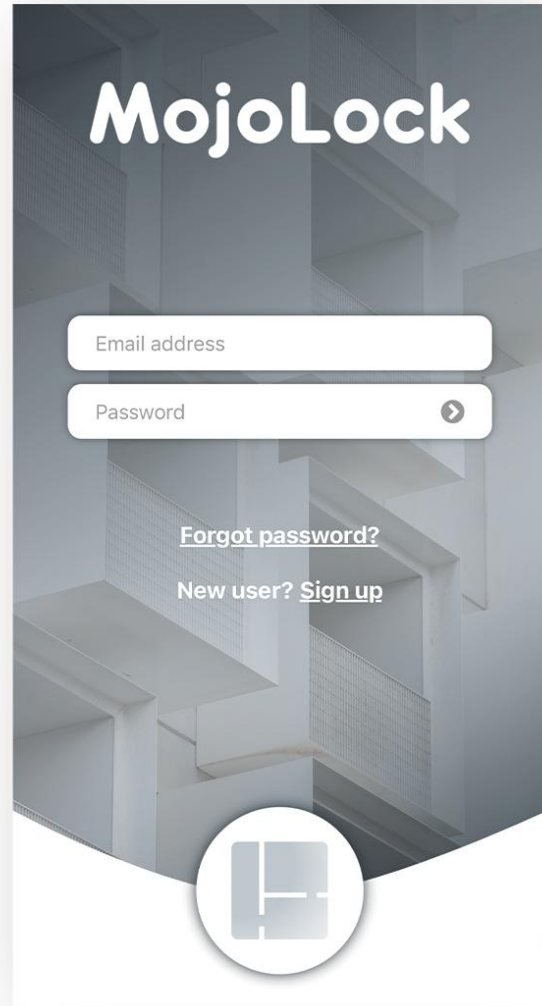 MojoLock
Email address
Password
Forgot password?
New user? Sign up